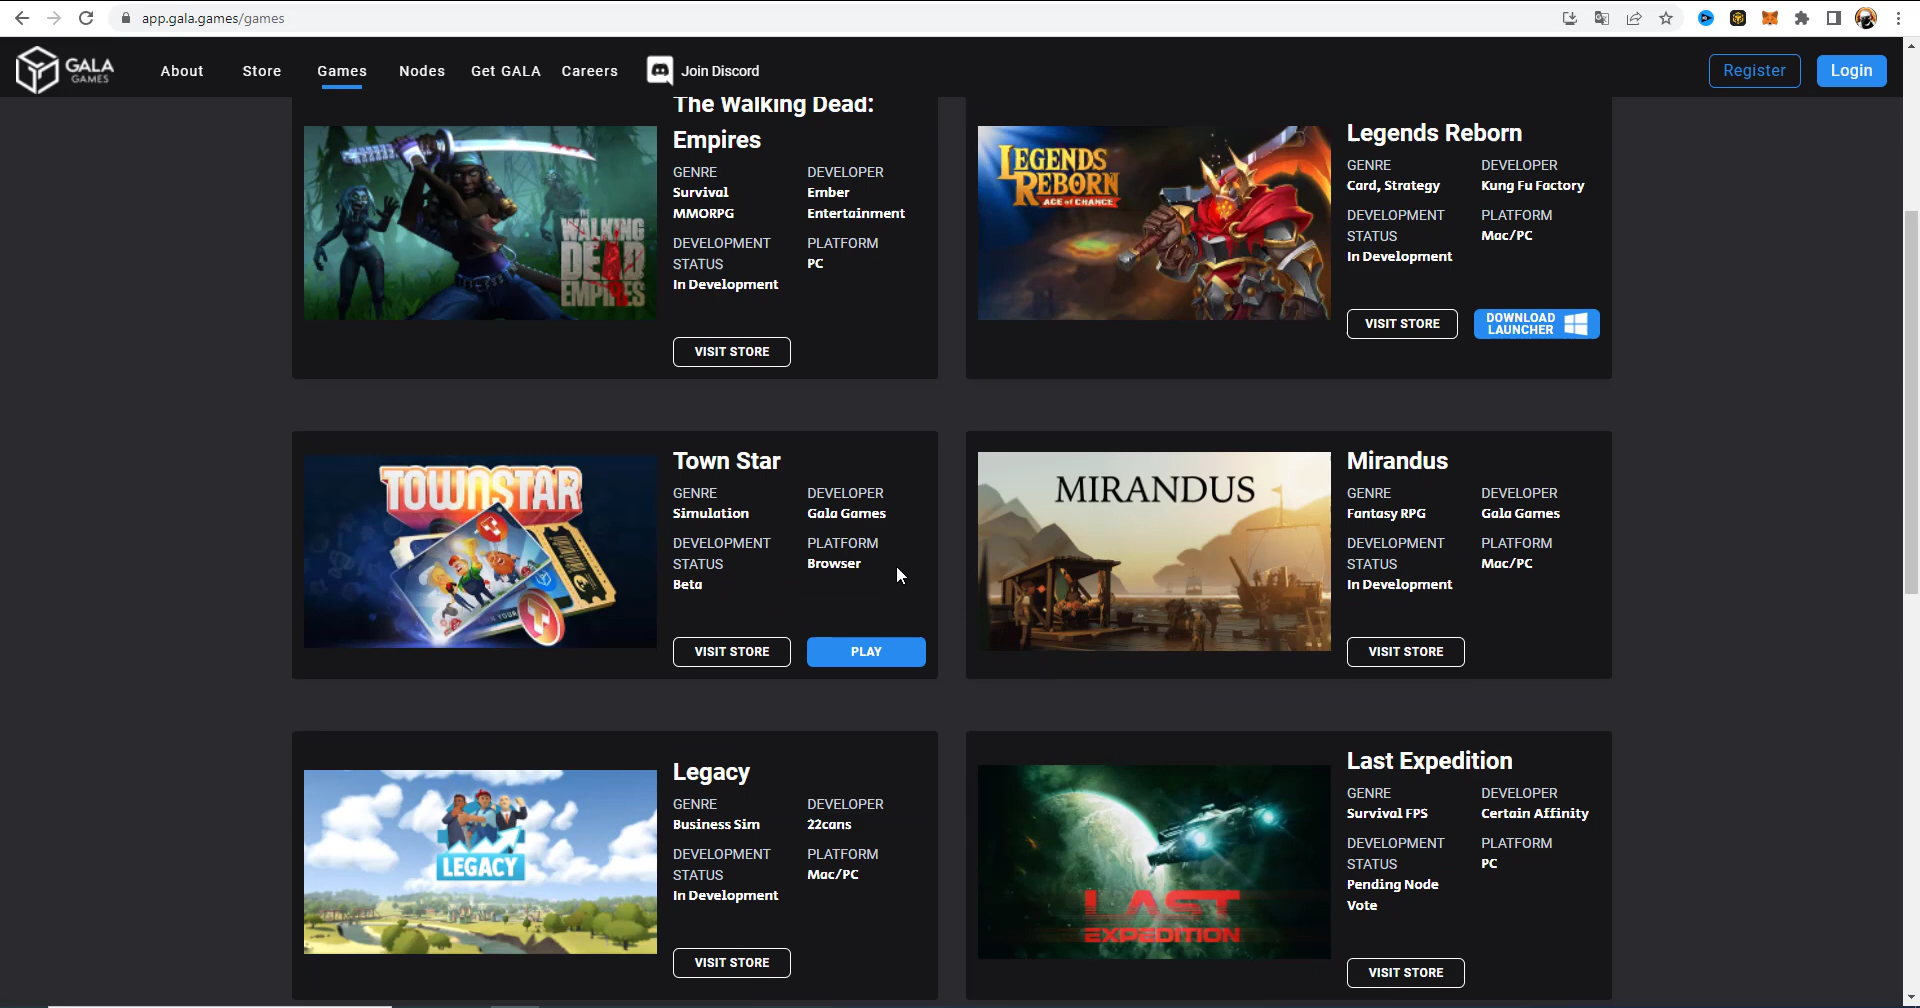 app.gala.games/games
GALA
GAMES
About
Store
Games
Nodes
Get GALA
Careers
Join Discord
Register
Login
THE
WALKING
DEAD
EMPIRES
The Walking Dead:
Empires
GENRE
Survival
MMORPG
DEVELOPER
Ember
Entertainment
DEVELOPMENT
STATUS
In Development
PLATFORM
PC
VISIT STORE
LEGENDS
REBORN
AGE of CHANCE
Legends Reborn
GENRE
Card, Strategy
DEVELOPER
Kung Fu Factory
DEVELOPMENT
STATUS
In Development
PLATFORM
Mac/PC
VISIT STORE
DOWNLOAD
LAUNCHER
TOWNSTAR
Town Star
GENRE
Simulation
DEVELOPER
Gala Games
DEVELOPMENT
STATUS
Beta
PLATFORM
Browser
VISIT STORE
PLAY
MIRANDUS
Mirandus
GENRE
Fantasy RPG
DEVELOPER
Gala Games
DEVELOPMENT
STATUS
In Development
PLATFORM
Mac/PC
VISIT STORE
LEGACY
Legacy
GENRE
Business Sim
DEVELOPER
22cans
DEVELOPMENT
STATUS
In Development
PLATFORM
Mac/PC
VISIT STORE
LAST
EXPEDITION
Last Expedition
GENRE
Survival FPS
DEVELOPER
Certain Affinity
DEVELOPMENT
STATUS
Pending Node
Vote
PLATFORM
PC
VISIT STORE